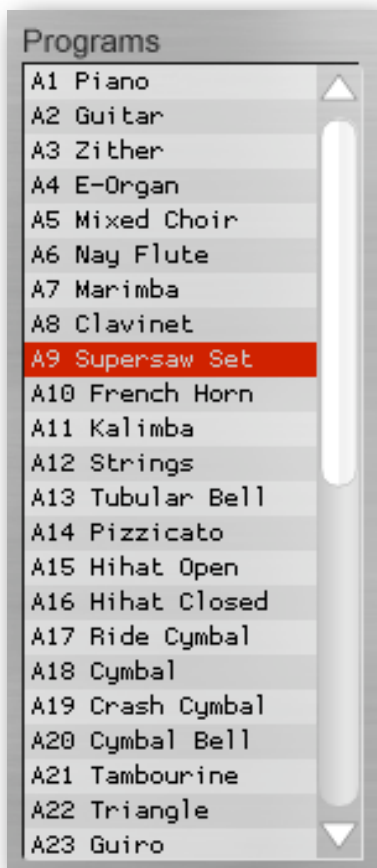 Programs
A1 Piano
A2 Guitar
A3 Zither
A4 E-Organ
A5 Mixed Choir
A6 Nay Flute
A7 Marimba
A8 Clavinet
A9 Supersaw Set
A10 French Horn
A11 Kalimba
A12 Strings
A13 Tubular Bell
A14 Pizzicato
A15 Hihat Open
A16 Hihat Closed
A17 Ride Cymbal
A18 Cymbal
A19 Crash Cymbal
A20 Cymbal Bell
A21 Tambourine
A22 Triangle
A23 Guiro